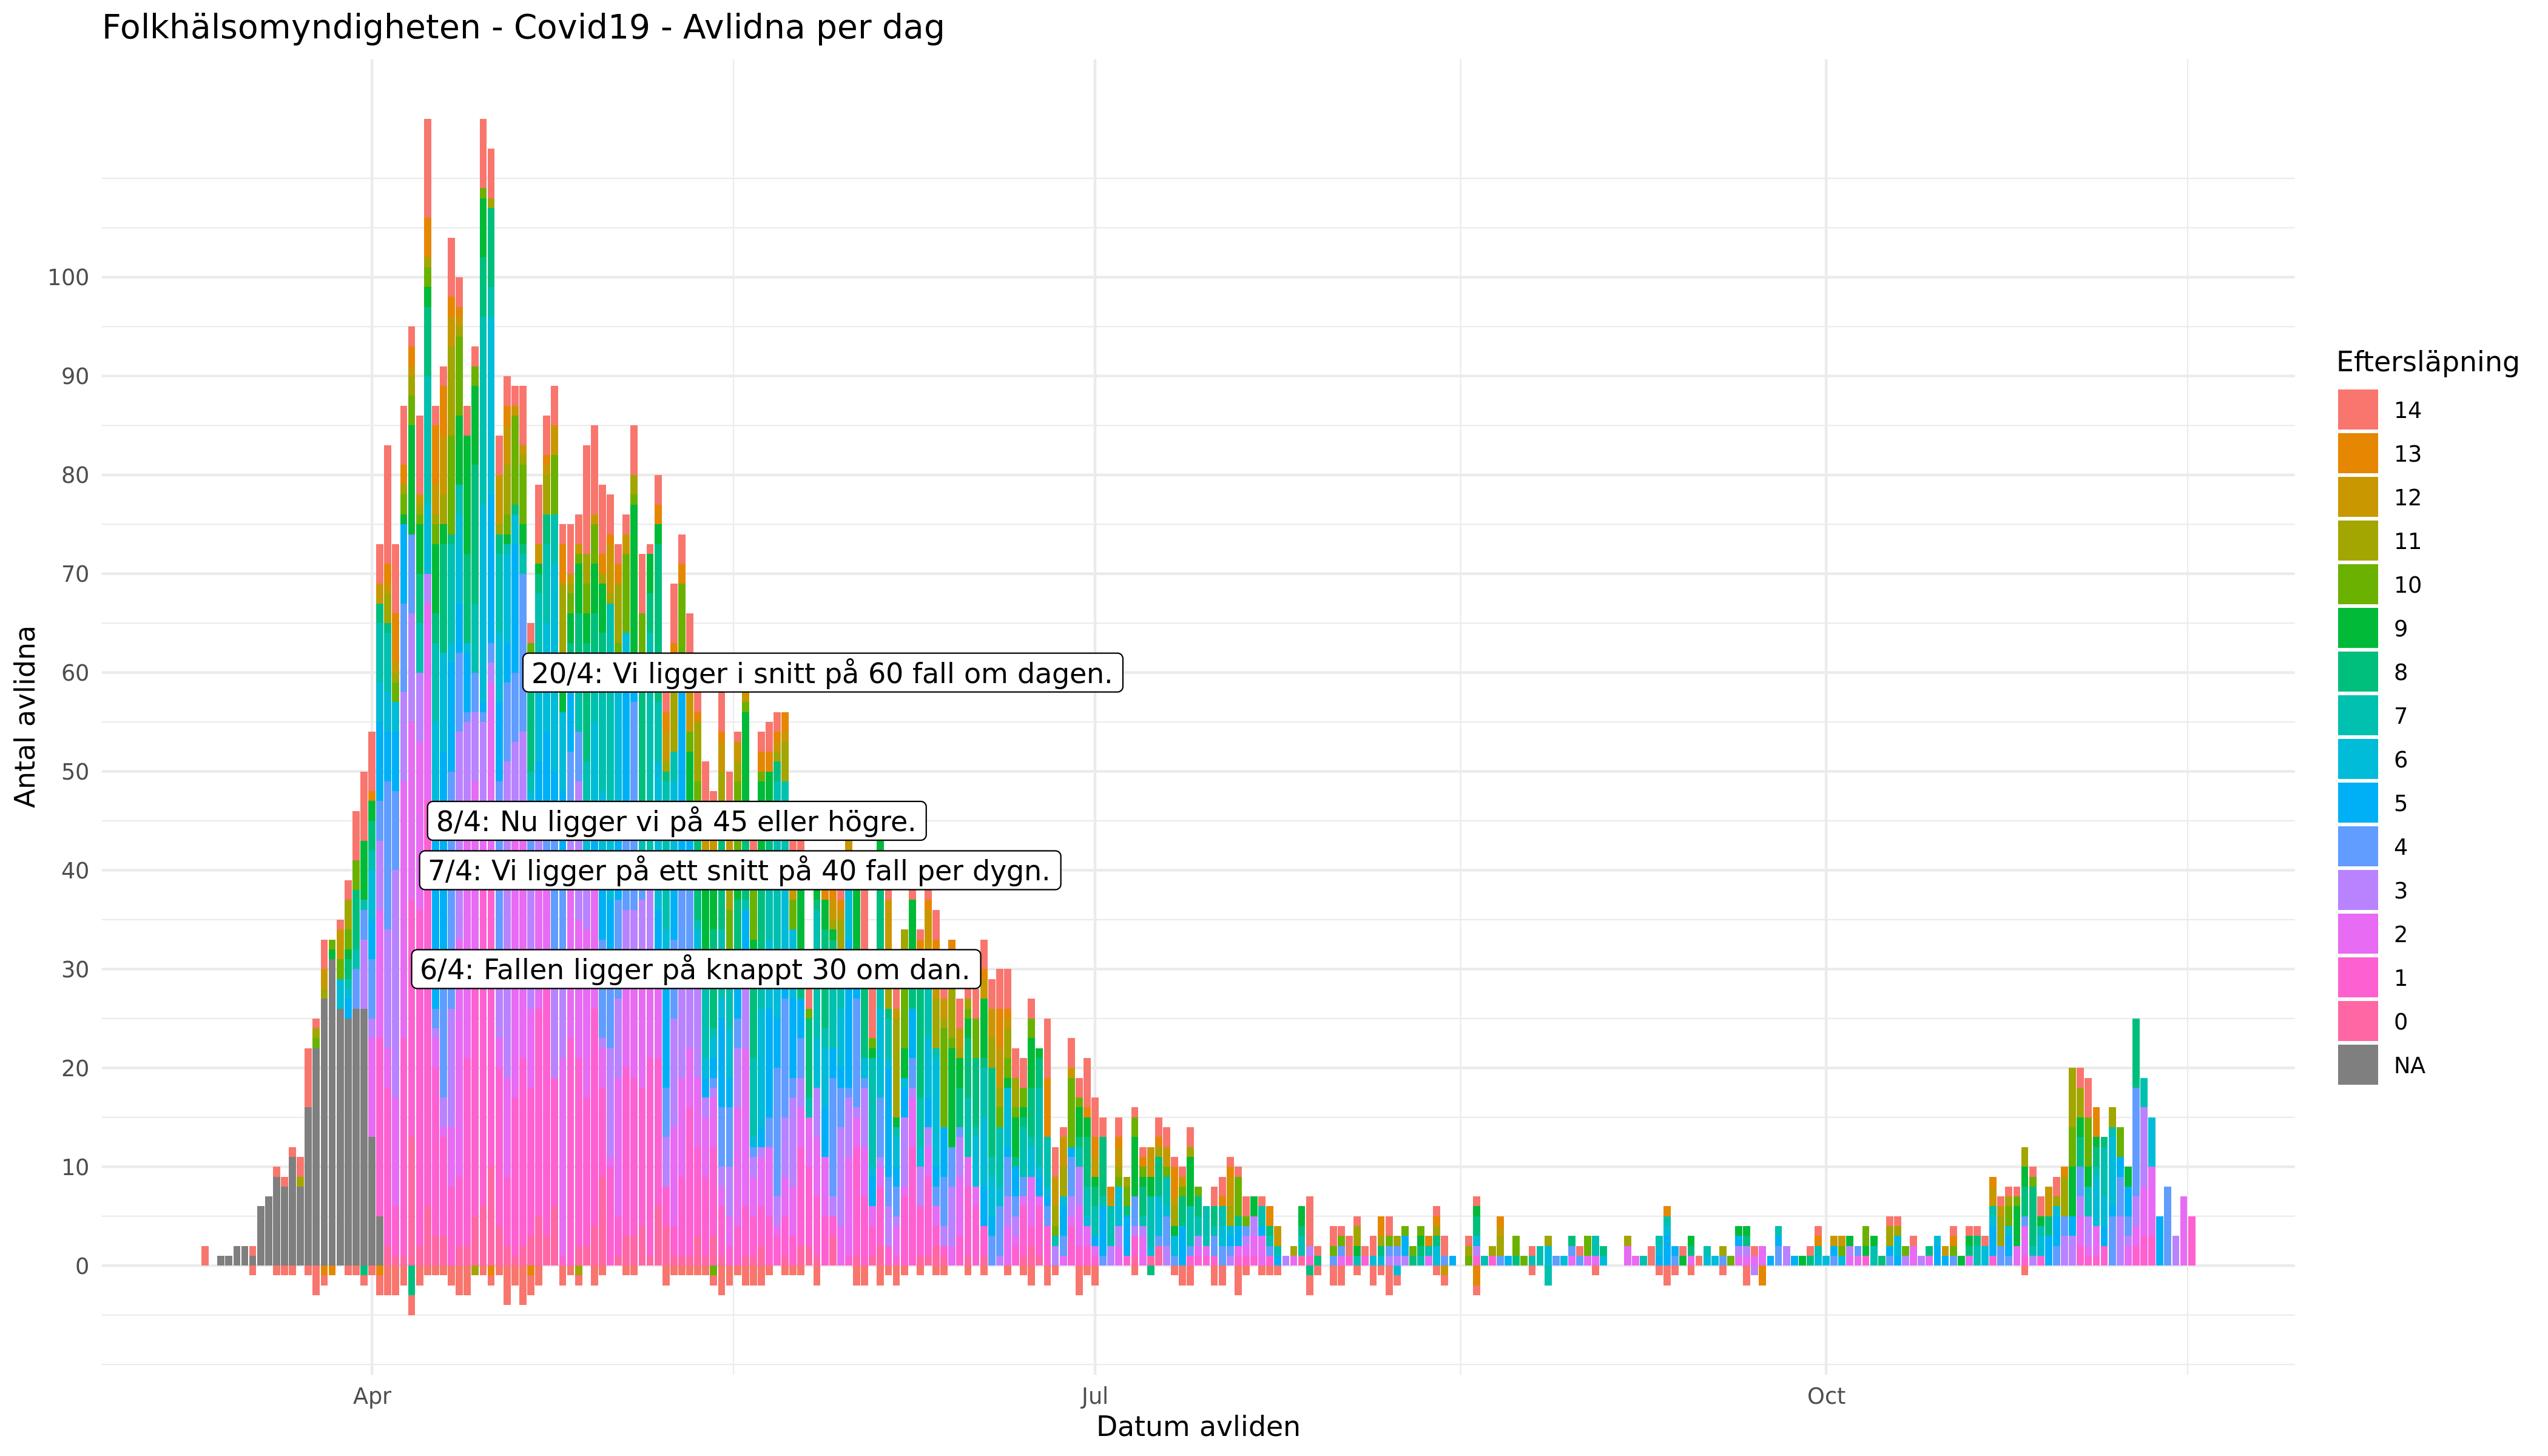 Folkhälsomyndigheten - Covid19 - Avlidna per dag
Antal avlidna
100
90
80
70
60
50
40
30
20
10
0
20/4: Vi ligger i snitt på 60 fall om dagen.
8/4: Nu ligger vi på 45 eller högre.
7/4: Vi ligger på ett snitt på 40 fall per dygn.
6/4: Fallen ligger på knappt 30 om dan.
Apr
Jul
Oct
Datum avliden
Eftersläpning
14
13
12
11
10
9
8
7
6
5
4
3
2
1
0
NA